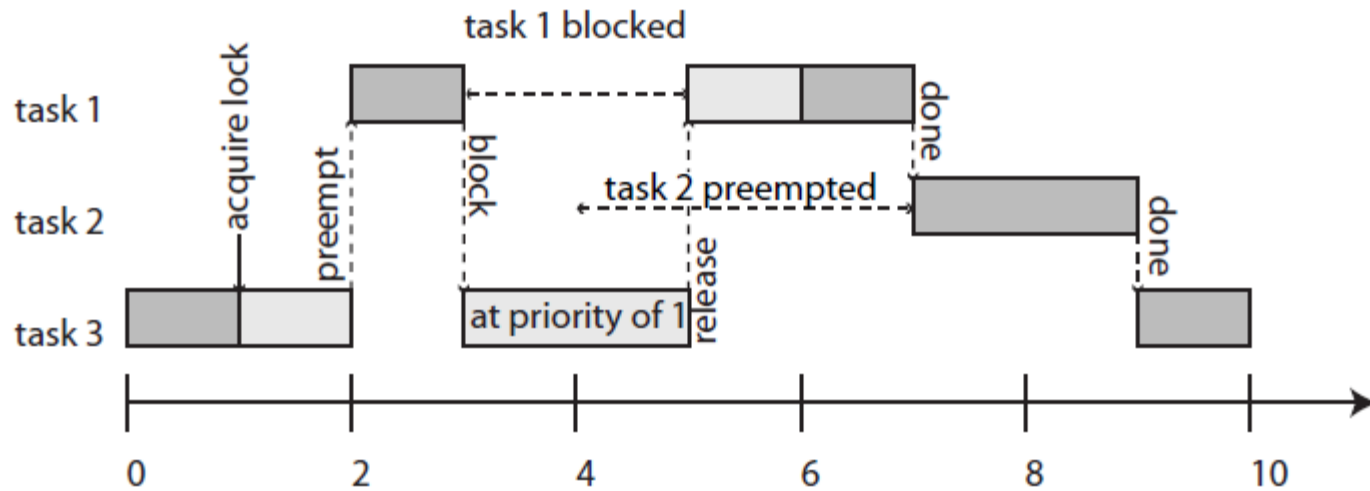 task 1 blocked
task 1
acquire lock
preempt
block
done
task 2 preempted
task 2
done
task 3
at priority of 1
release
0 2 4 6 8 10